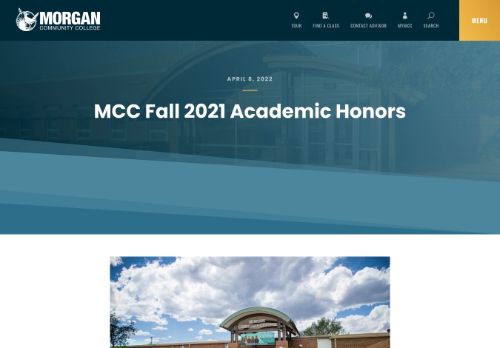 MORGAN
COMMUNITY COLLEGE
TOUR
FIND A CLASS
CONTACT ADVISOR
MYMCC
SEARCH
MENU
APRIL 8, 2022
MCC Fall 2021 Academic Honors